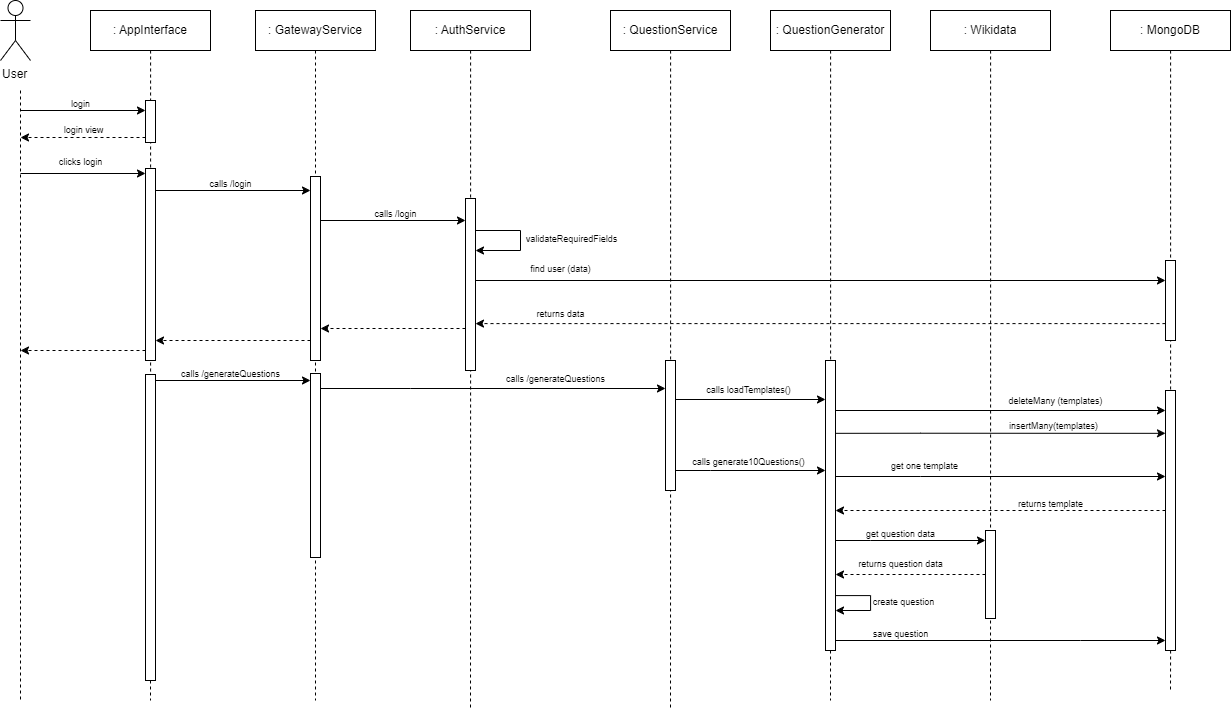 : AppInterface
: GatewayService
: AuthService
: QuestionService
: QuestionGenerator
: Wikidata
: MongoDB
User
login
login view
clicks login
calls /login
calls /login
validateRequiredFields
find user (data)
returns data
calls /generateQuestions
calls /generateQuestions
calls loadTemplates()
deleteMany (templates)
insertMany(templates)
calls generate10Questions()
get one template
returns template
get question data
returns question data
create question
save question